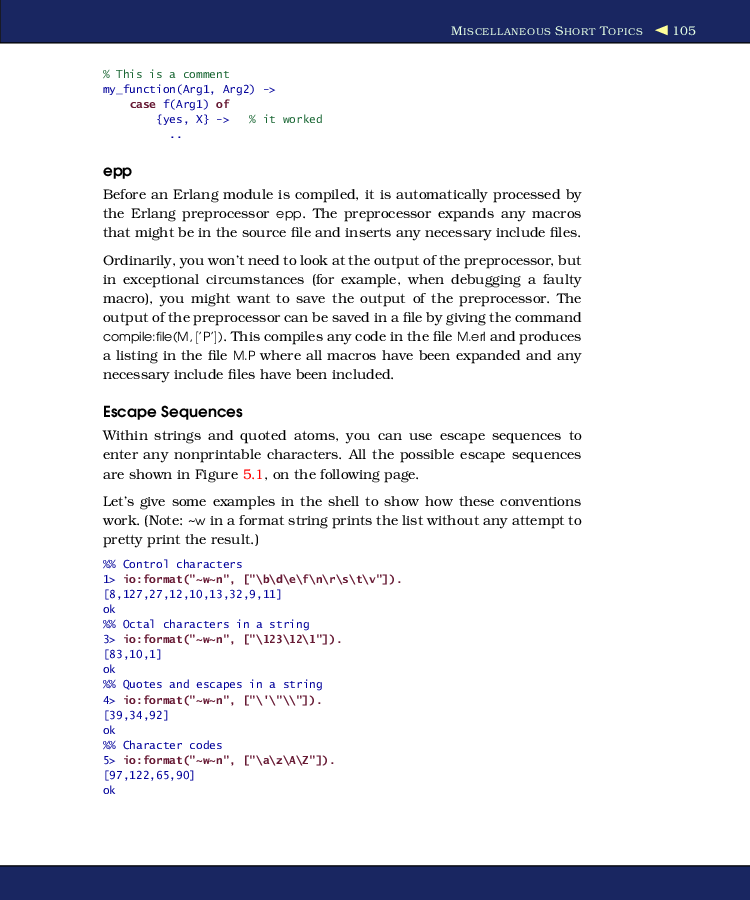 MISCELLANEOUS SHORT TOPICS ◀ 105
% This is a comment
my_function(Arg1, Arg2) ->
    case f(Arg1) of
        {yes, X} ->   % it worked
          ..
epp
Before an Erlang module is compiled, it is automatically processed by
the Erlang preprocessor epp. The preprocessor expands any macros
that might be in the source file and inserts any necessary include files.
Ordinarily, you won't need to look at the output of the preprocessor, but
in exceptional circumstances (for example, when debugging a faulty
macro), you might want to save the output of the preprocessor. The
output of the preprocessor can be saved in a file by giving the command
compile:file(M, ['P']). This compiles any code in the file M.erl and produces
a listing in the file M.P where all macros have been expanded and any
necessary include files have been included.
Escape Sequences
Within strings and quoted atoms, you can use escape sequences to
enter any nonprintable characters. All the possible escape sequences
are shown in Figure 5.1, on the following page.
Let's give some examples in the shell to show how these conventions
work. (Note: ~w in a format string prints the list without any attempt to
pretty print the result.)
%% Control characters
1> io:format("~w~n", ["\b\d\e\f\n\r\s\t\v"]).
[8,127,27,12,10,13,32,9,11]
ok
%% Octal characters in a string
3> io:format("~w~n", ["\123\12\1"]).
[83,10,1]
ok
%% Quotes and escapes in a string
4> io:format("~w~n", ["\'\"\\"]).
[39,34,92]
ok
%% Character codes
5> io:format("~w~n", ["\a\z\A\Z"]).
[97,122,65,90]
ok